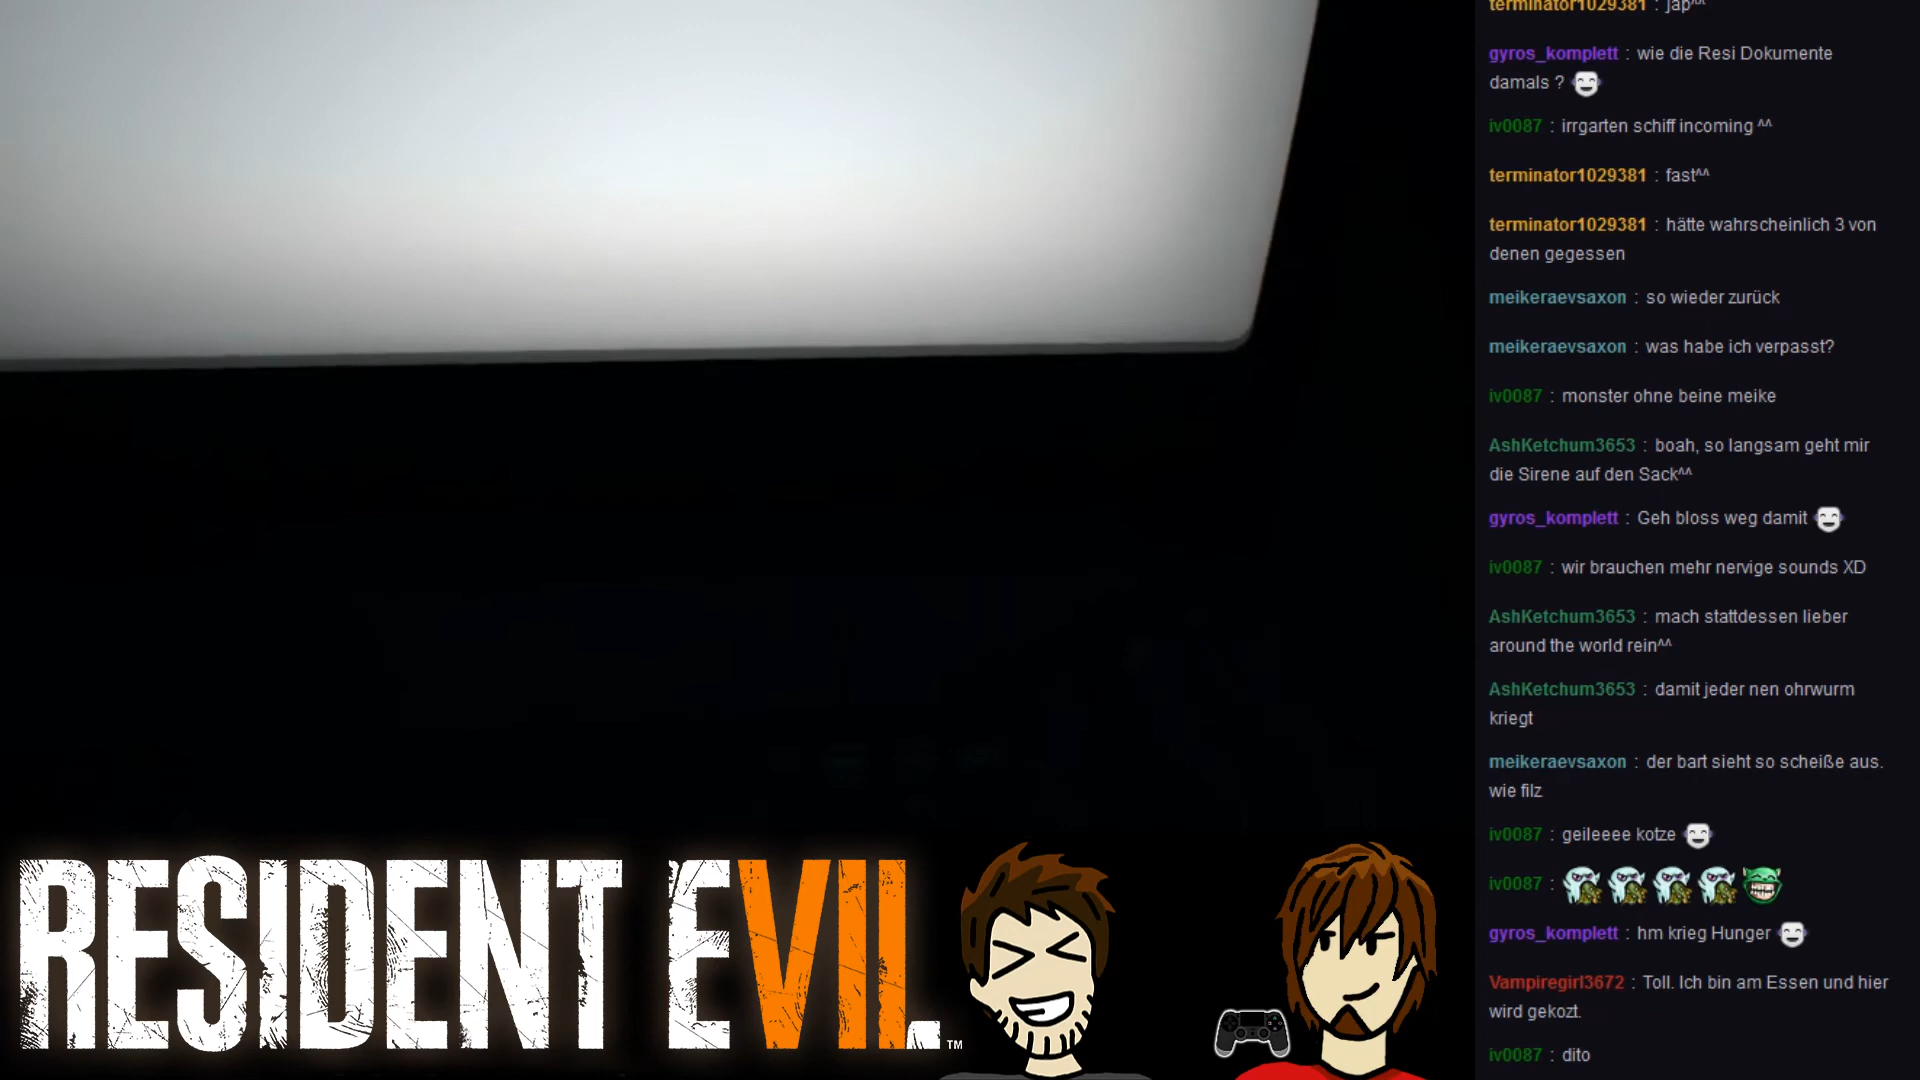 terminator1029381 : jap^^
gyros_komplett : wie die Resi Dokumente
damals ?
iv0087 : irrgarten schiff incoming ^^
terminator1029381 : fast^^
terminator1029381 : hätte wahrscheinlich 3 von
denen gegessen
meikeraevsaxon : so wieder zurück
meikeraevsaxon : was habe ich verpasst?
iv0087 : monster ohne beine meike
AshKetchum3653 : boah, so langsam geht mir
die Sirene auf den Sack^^
gyros_komplett : Geh bloss weg damit
iv0087 : wir brauchen mehr nervige sounds XD
AshKetchum3653 : mach stattdessen lieber
around the world rein^^
AshKetchum3653 : damit jeder nen ohrwurm
kriegt
meikeraevsaxon : der bart sieht so scheiße aus.
wie filz
iv0087 : geileeee kotze
iv0087 :
gyros_komplett : hm krieg Hunger
Vampiregirl3672 : Toll. Ich bin am Essen und hier
wird gekozt.
iv0087 : dito
RESIDENT EVIL.™